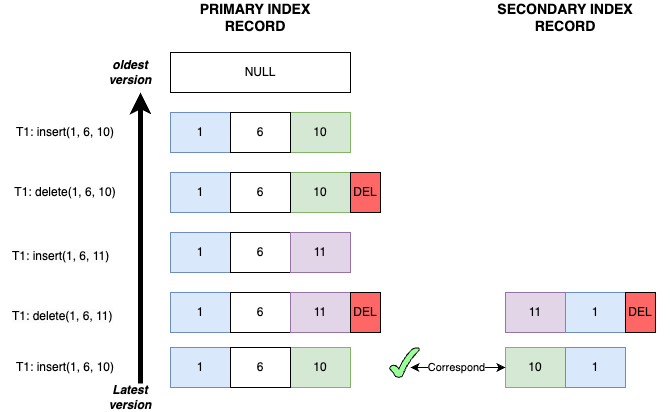 PRIMARY INDEX
RECORD
SECONDARY INDEX
RECORD
oldest
version
NULL
T1: insert(1, 6, 10)
1 6 10
T1: delete(1, 6, 10)
1 6 10 DEL
T1: insert(1, 6, 11)
1 6 11
T1: delete(1, 6, 11)
1 6 11 DEL
11 1 DEL
T1: insert(1, 6, 10)
1 6 10
Correspond
10 1
Latest
version